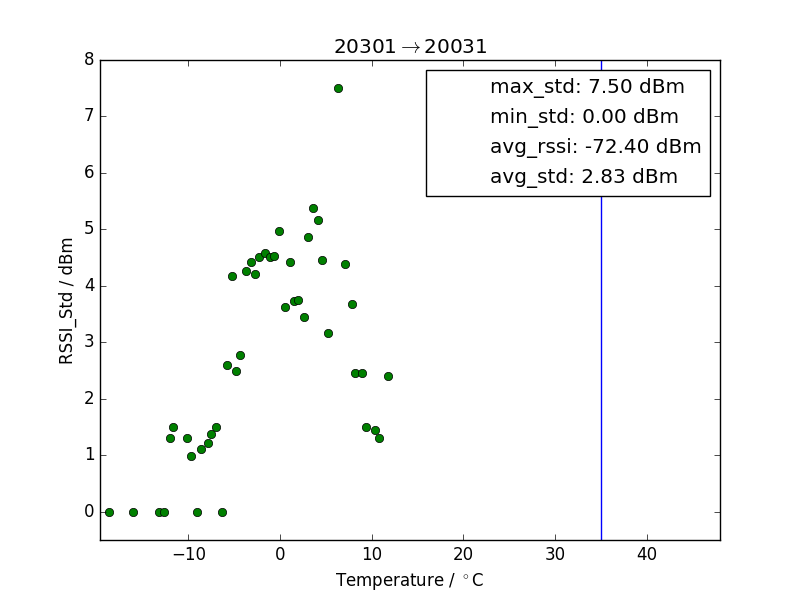 20301→20031
8
7
6
5
4
3
2
1
0
RSSI_Std / dBm
max_std: 7.50 dBm
min_std: 0.00 dBm
avg_rssi: -72.40 dBm
avg_std: 2.83 dBm
−10 0 10 20 30 40
Temperature / °C